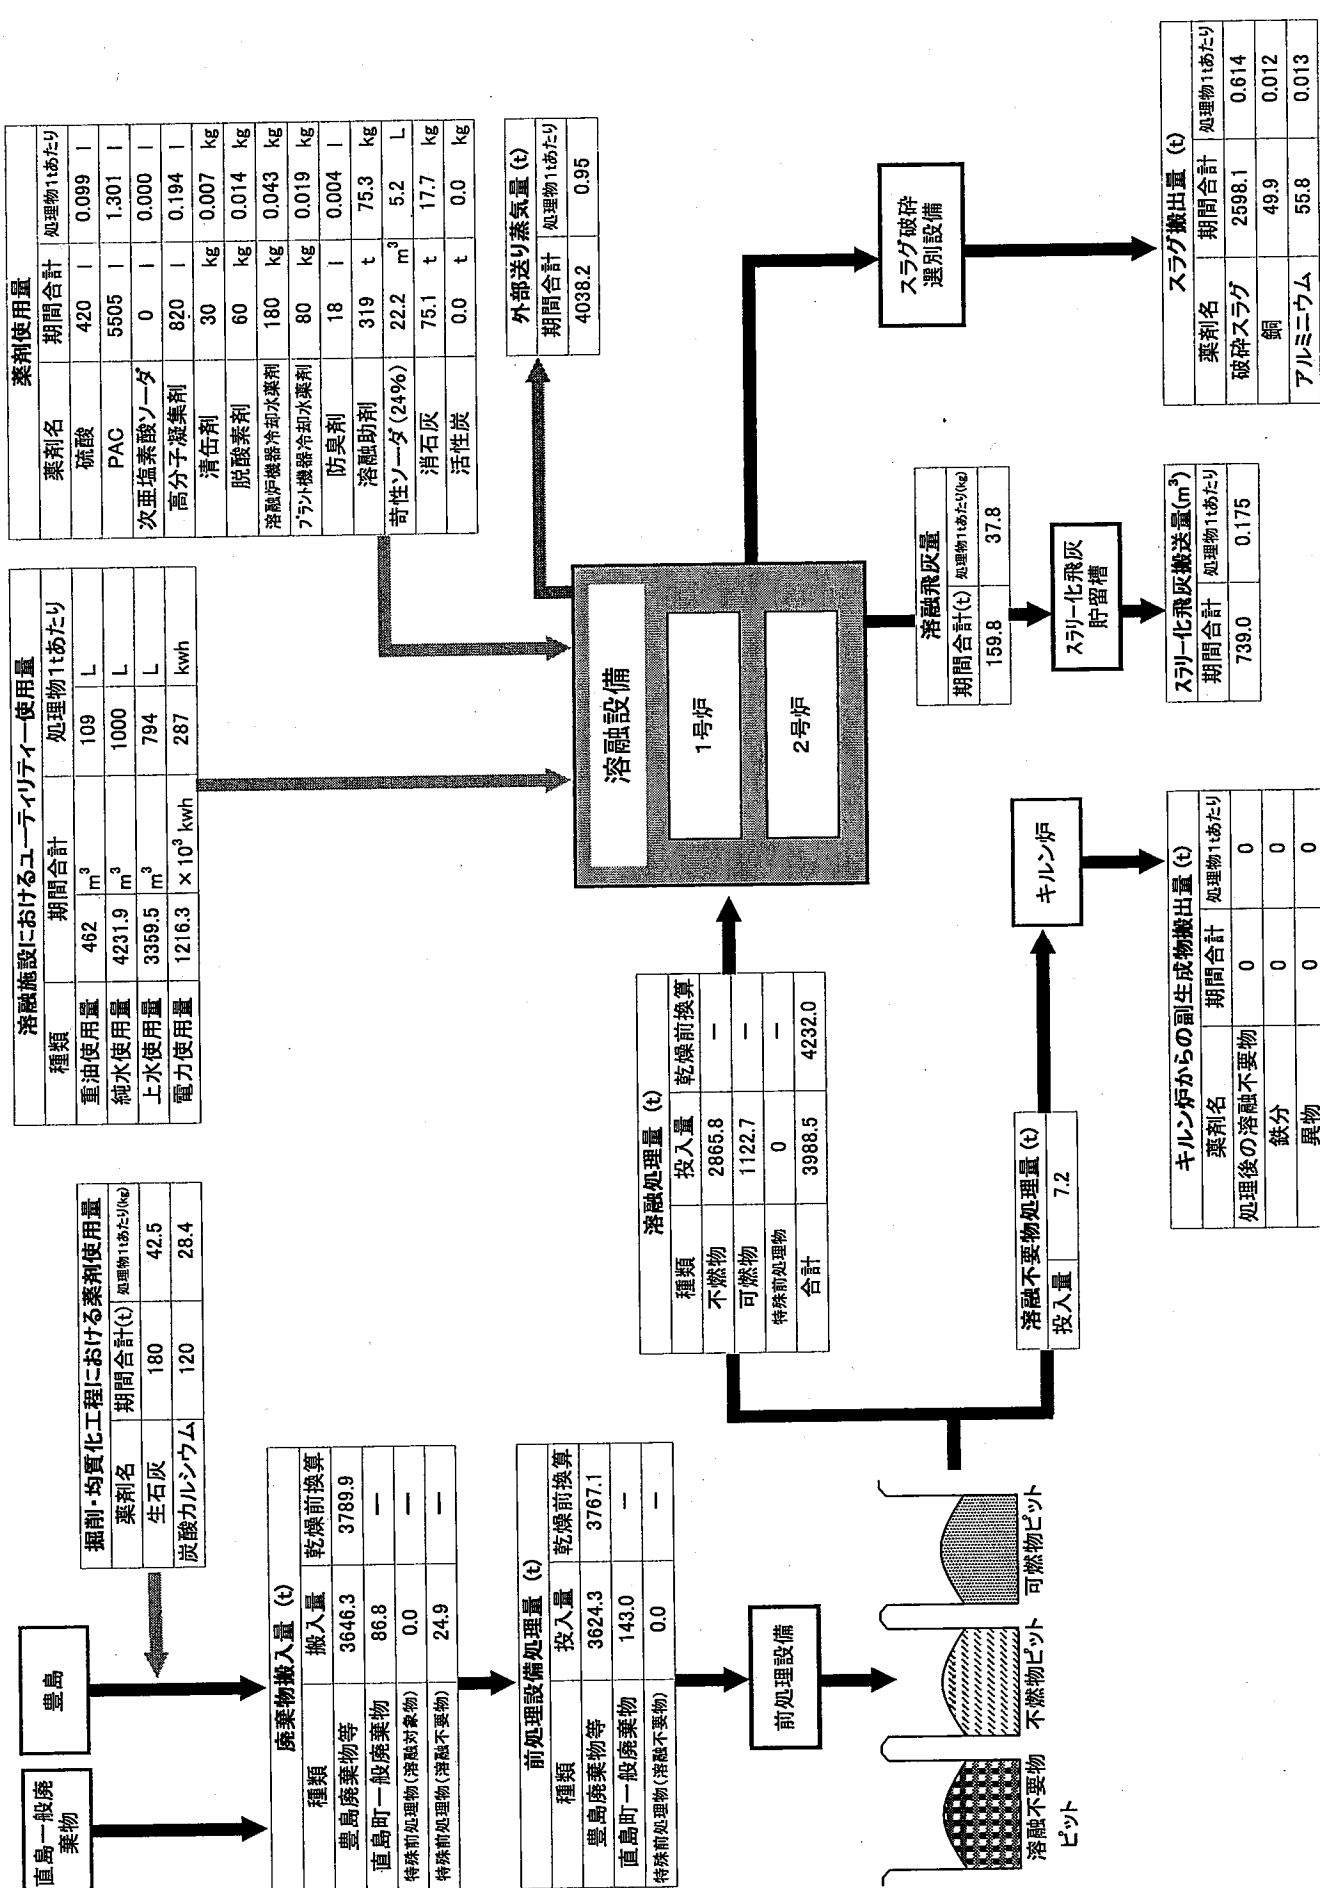 直島一般廃
棄物
豊島
掘削・均質化工程における薬剤使用量
薬剤名 期間合計(t) 処理物1tあたり(kg)
生石灰 180 42.5
炭酸カルシウム 120 28.4
廃棄物搬入量 (t)
種類 搬入量 乾燥前換算
豊島廃棄物等 3646.3 3789.9
直島町一般廃棄物 86.8 ー
特殊前処理物(溶融対象物) 0.0 ー
特殊前処理物(溶融不要物) 24.9 ー
前処理設備処理量 (t)
種類 投入量 乾燥前換算
豊島廃棄物等 3624.3 3767.1
直島町一般廃棄物 143.0 ー
特殊前処理物(溶融不要物) 0.0 ー
前処理設備
溶融不要物
ピット
不燃物ピット
可燃物ピット
溶融施設におけるユーティリティー使用量
種類 期間合計 処理物1tあたり
重油使用量 462 m³ 109 L
純水使用量 4231.9 m³ 1000 L
上水使用量 3359.5 m³ 794 L
電力使用量 1216.3 ×10³ kwh 287 kwh
薬剤使用量
薬剤名 期間合計 処理物1tあたり
硫酸 420 l 0.099 l
PAC 5505 l 1.301 l
次亜塩素酸ソーダ 0 l 0.000 l
高分子凝集剤 820 l 0.194 l
清缶剤 30 kg 0.007 kg
脱酸素剤 60 kg 0.014 kg
溶融炉機器冷却水薬剤 180 kg 0.043 kg
プラント機器冷却水薬剤 80 kg 0.019 kg
防臭剤 18 l 0.004 l
溶融助剤 319 t 75.3 kg
苛性ソーダ(24%) 22.2 m³ 5.2 L
消石灰 75.1 t 17.7 kg
活性炭 0.0 t 0.0 kg
外部送り蒸気量 (t)
期間合計 処理物1tあたり
4038.2 0.95
溶融処理量 (t)
種類 投入量 乾燥前換算
不燃物 2865.8 ー
可燃物 1122.7 ー
特殊前処理物 0 ー
合計 3988.5 4232.0
溶融設備
1号炉
2号炉
溶融不要物処理量 (t)
投入量 7.2
キルン炉
キルン炉からの副生成物搬出量 (t)
薬剤名 期間合計 処理物1tあたり
処理後の溶融不要物 0 0
鉄分 0 0
異物 0 0
溶融飛灰量
期間合計(t) 処理物1tあたり(kg)
159.8 37.8
スラリー化飛灰
貯留槽
スラリー化飛灰搬送量(m³)
期間合計 処理物1tあたり
739.0 0.175
スラグ破砕
選別設備
スラグ搬出量 (t)
薬剤名 期間合計 処理物1tあたり
破砕スラグ 2598.1 0.614
銅 49.9 0.012
アルミニウム 55.8 0.013